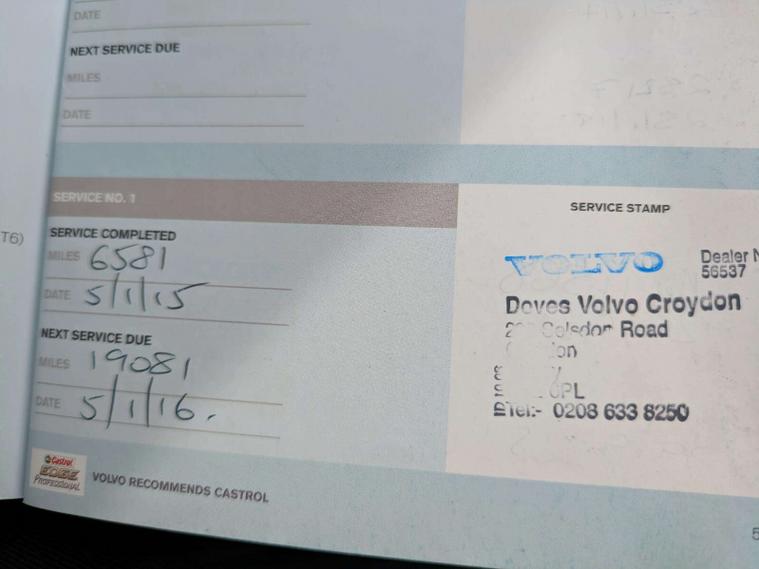 DATE
NEXT SERVICE DUE
MILES
DATE
SERVICE NO. 1
T6)
SERVICE COMPLETED
MILES 6581
DATE 5/1/15
NEXT SERVICE DUE
MILES 19081
DATE 5/1/16.
Castrol
EDGE
PROFESSIONAL
VOLVO RECOMMENDS CASTROL
SERVICE STAMP
VOLVO
Dealer N
56537
Doves Volvo Croydon
Road
Tel:- 0208 633 8250
5